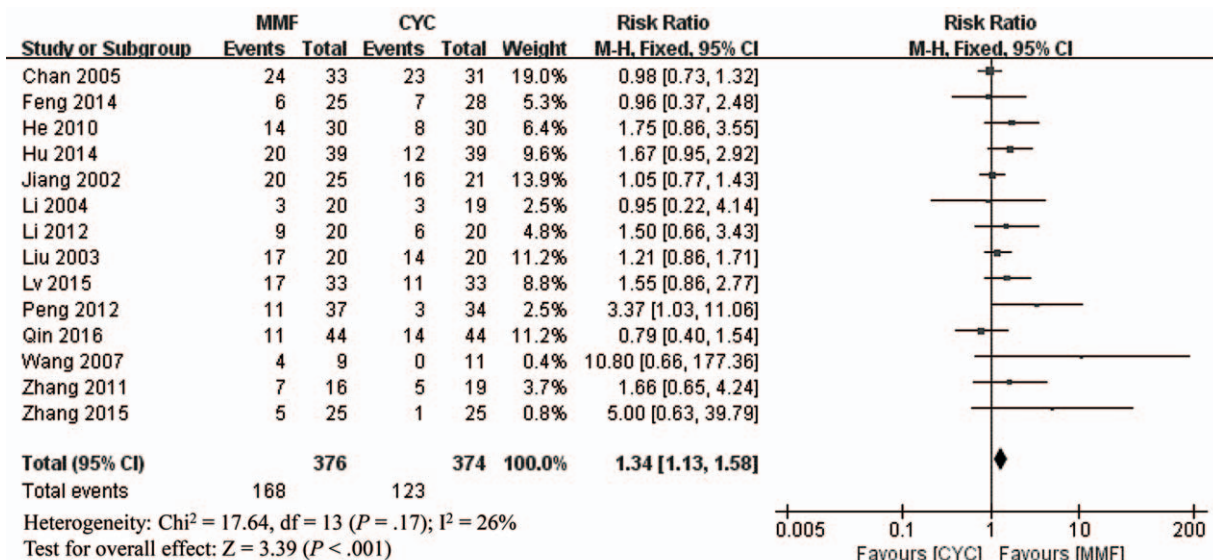 MMF CYC Risk Ratio Risk Ratio
Study or Subgroup Events Total Events Total Weight M-H, Fixed, 95% CI M-H, Fixed, 95% CI
Chan 2005 24 33 23 31 19.0% 0.98 [0.73, 1.32]
Feng 2014 6 25 7 28 5.3% 0.96 [0.37, 2.48]
He 2010 14 30 8 30 6.4% 1.75 [0.86, 3.55]
Hu 2014 20 39 12 39 9.6% 1.67 [0.95, 2.92]
Jiang 2002 20 25 16 21 13.9% 1.05 [0.77, 1.43]
Li 2004 3 20 3 19 2.5% 0.95 [0.22, 4.14]
Li 2012 9 20 6 20 4.8% 1.50 [0.66, 3.43]
Liu 2003 17 20 14 20 11.2% 1.21 [0.86, 1.71]
Lv 2015 17 33 11 33 8.8% 1.55 [0.86, 2.77]
Peng 2012 11 37 3 34 2.5% 3.37 [1.03, 11.06]
Qin 2016 11 44 14 44 11.2% 0.79 [0.40, 1.54]
Wang 2007 4 9 0 11 0.4% 10.80 [0.66, 177.36]
Zhang 2011 7 16 5 19 3.7% 1.66 [0.65, 4.24]
Zhang 2015 5 25 1 25 0.8% 5.00 [0.63, 39.79]
Total (95% CI) 376 374 100.0% 1.34 [1.13, 1.58]
Total events 168 123
Heterogeneity: Chi² = 17.64, df = 13 (P = .17); I² = 26%
Test for overall effect: Z = 3.39 (P < .001)
0.005 0.1 1 10 200
Favours [CYC] Favours [MMF]